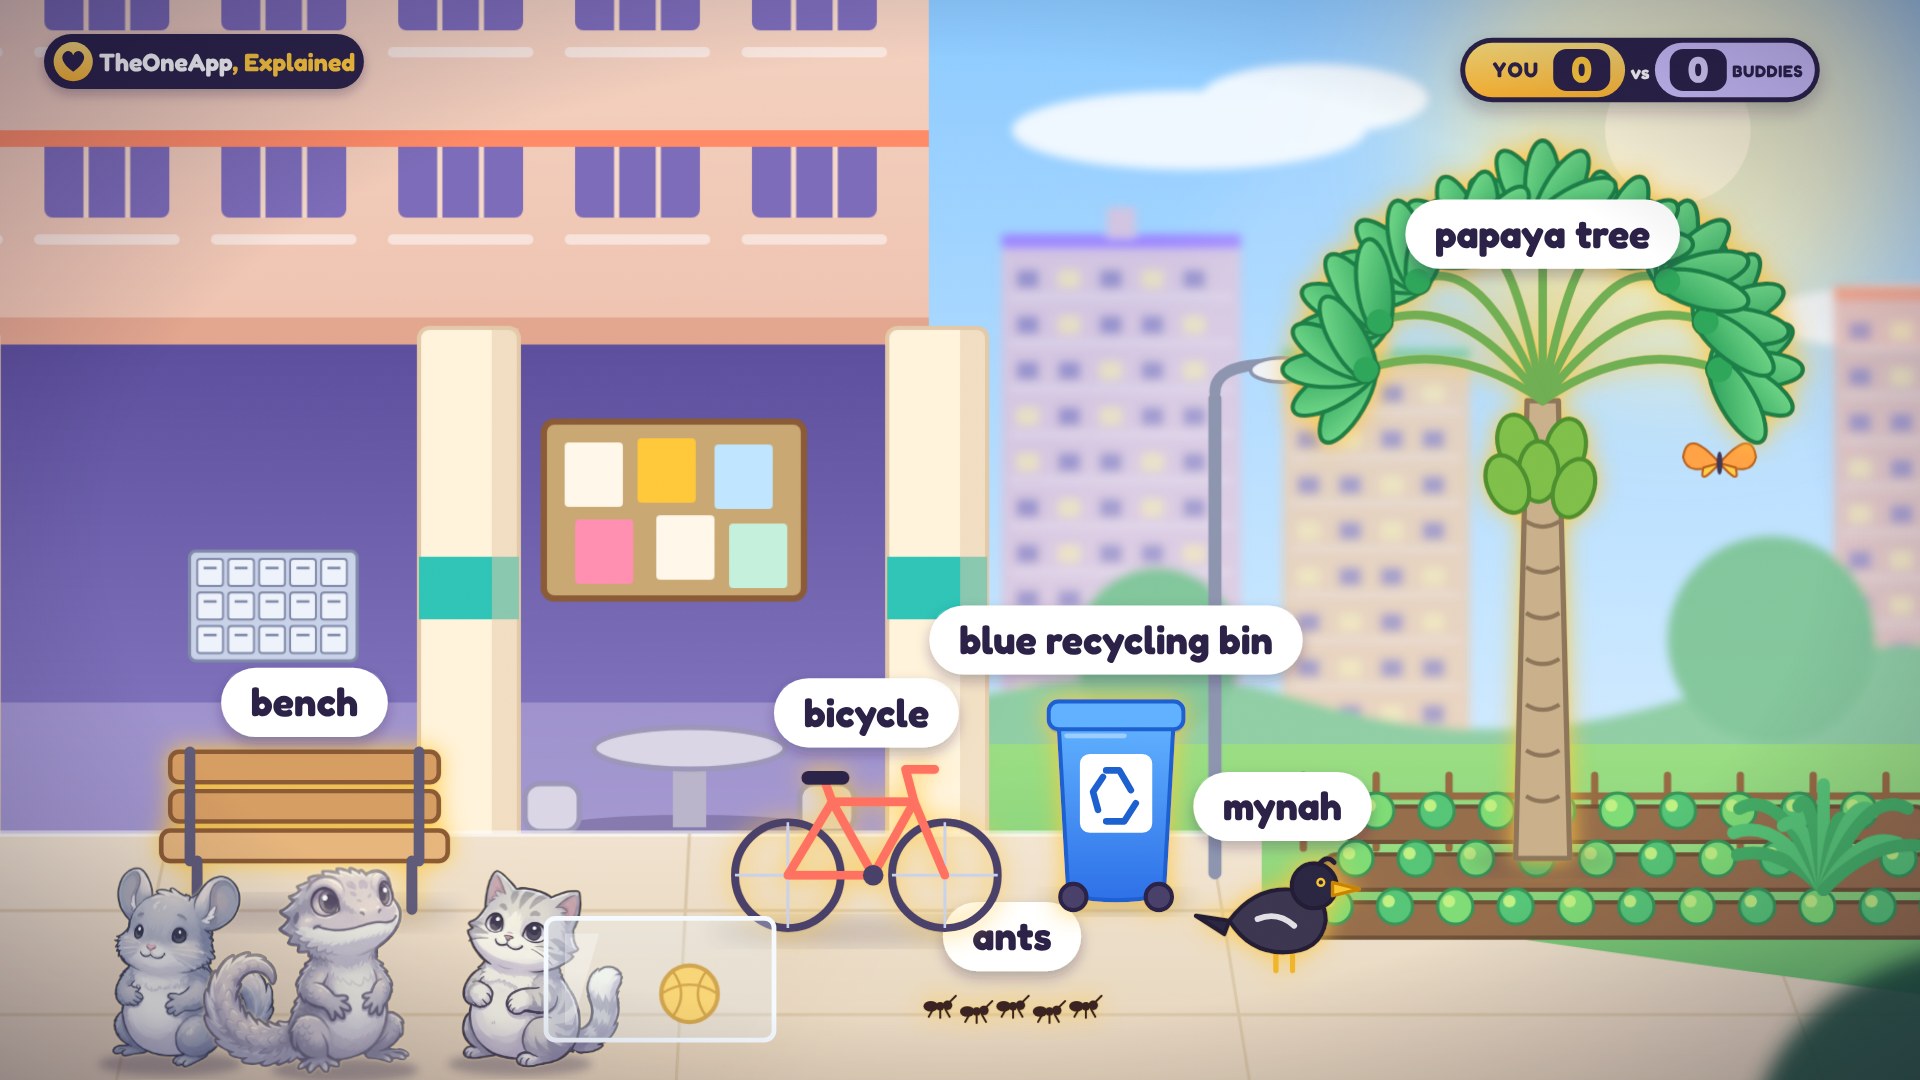 TheOneApp, Explained
YOU 0 vs 0 BUDDIES
papaya tree
blue recycling bin
bench
bicycle
mynah
ants